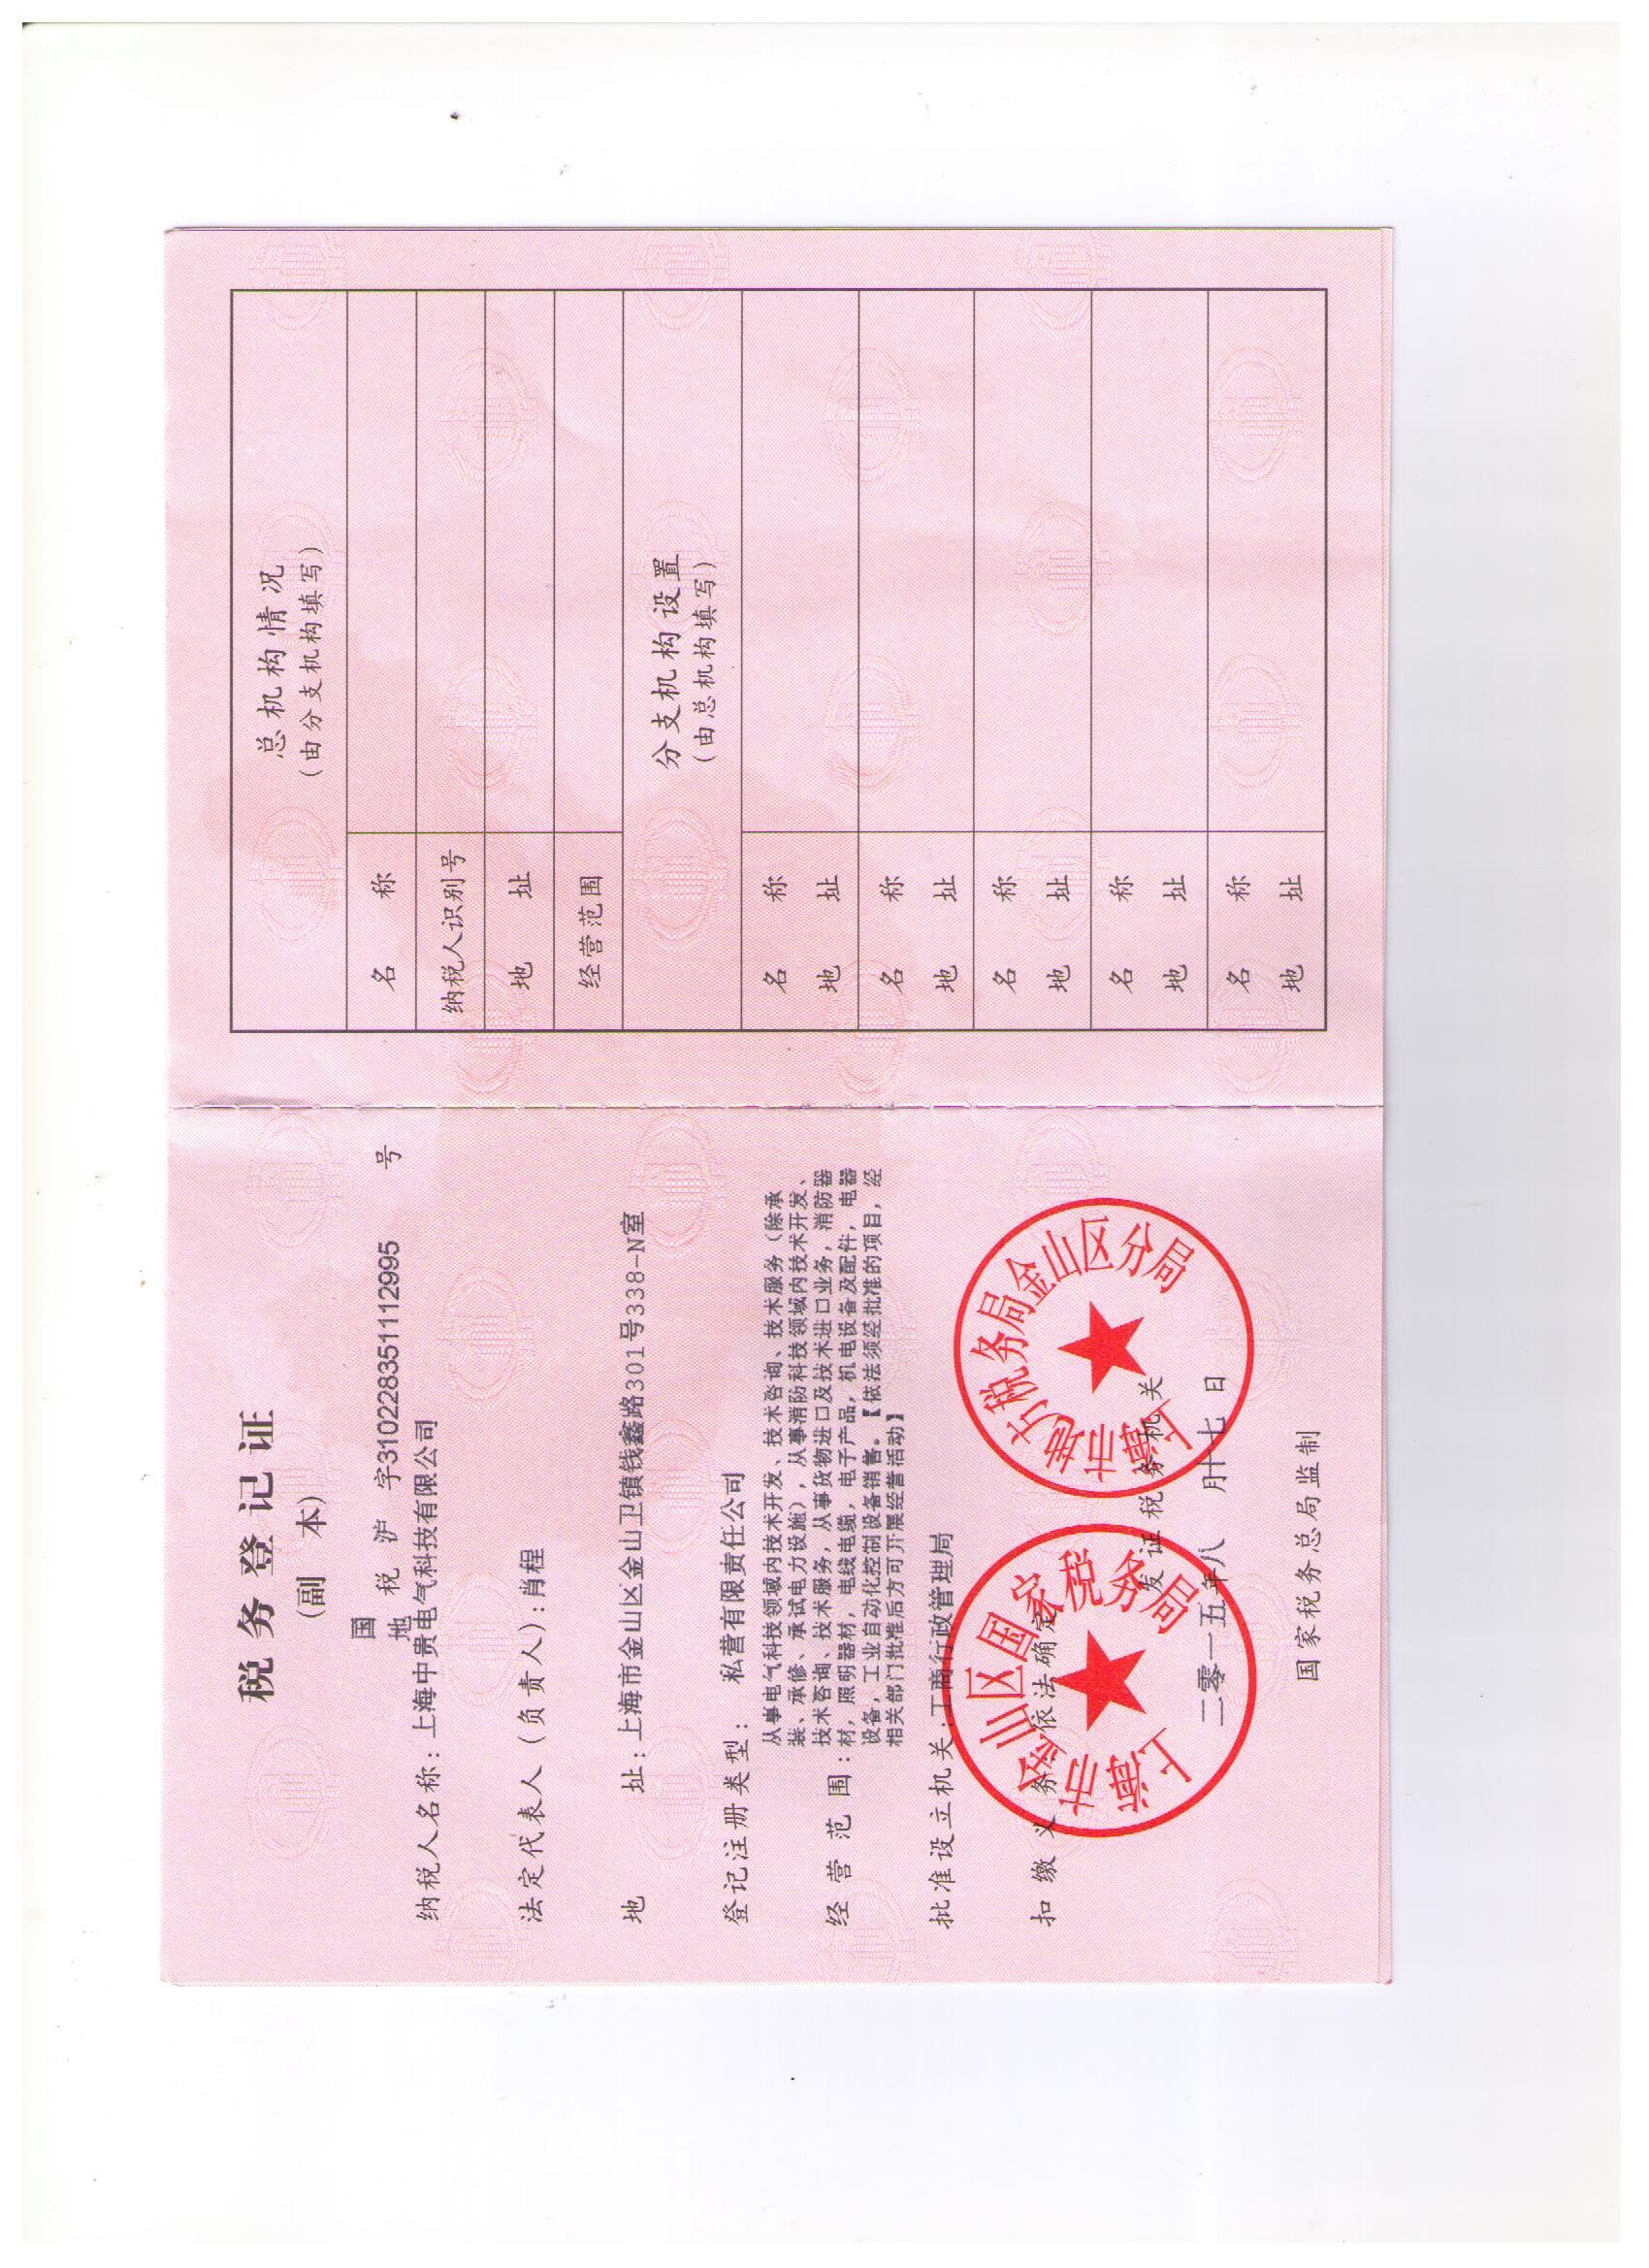 税务登记证
(副 本)
国
地 税 沪 字310228351112995 号
纳税人名称:上海中贵电气科技有限公司
法定代表人(负责人):肖程
地 址:上海市金山区金山卫镇钱鑫路301号338-N室
登记注册类型: 私营有限责任公司
经营范围:
从事电气科技领域内技术开发、技术咨询、技术服务(除承
装、承修、承试电力设施),从事消防科技领域内技术开发、
技术咨询、技术服务,从事货物进口及技术进口业务,消防器
材,照明器材,电线电缆,电子产品,机电设备及配件,电器
设备,工业自动化控制设备销售。【依法须经批准的项目,经
相关部门批准后方可开展经营活动】
批准设立机关:工商行政管理局
扣缴义务:依法确定
发证税务机关
二零一五年八月十七日
上海市金山区国家税务局
上海市地方税务局金山区分局
国家税务总局监制
总机构情况
(由分支机构填写)
名 称
纳税人识别号
地 址
经营范围
分支机构设置
(由总机构填写)
名 称
地 址
名 称
地 址
名 称
地 址
名 称
地 址
名 称
地 址